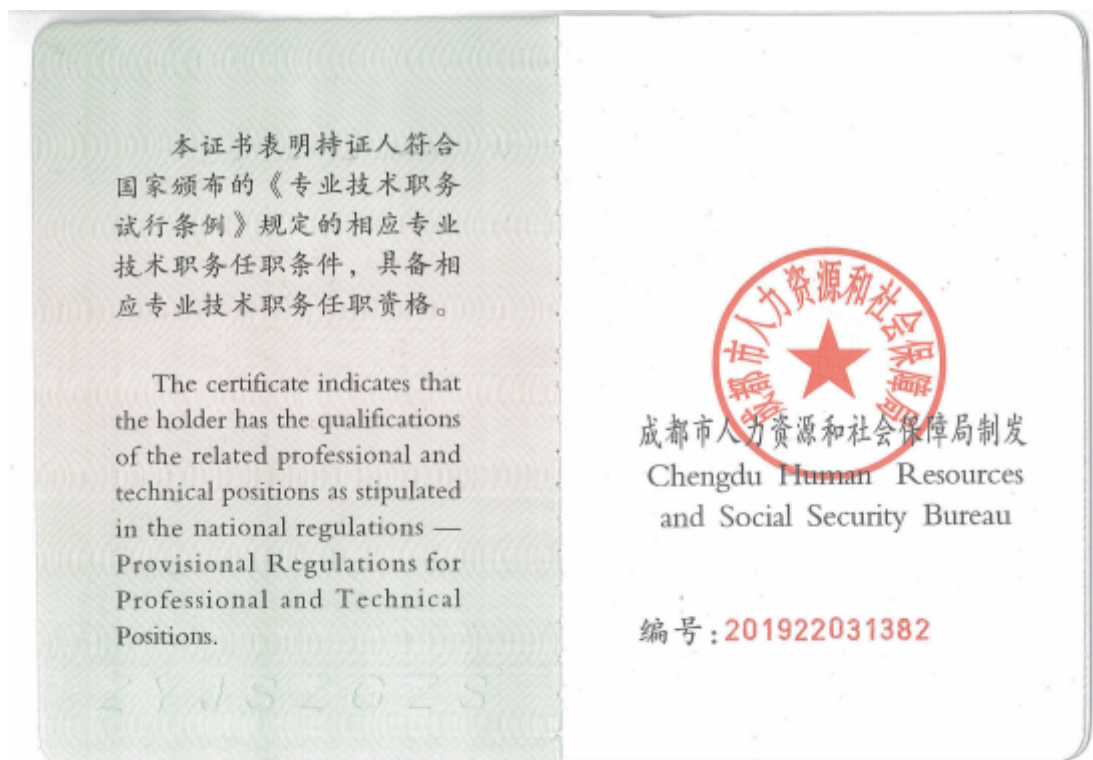 本证书表明持证人符合
国家颁布的《专业技术职务
试行条例》规定的相应专业
技术职务任职条件，具备相
应专业技术职务任职资格。
The certificate indicates that
the holder has the qualifications
of the related professional and
technical positions as stipulated
in the national regulations —
Provisional Regulations for
Professional and Technical
Positions.
ZYJSZGZS
成都市人力资源和社会保障局
成都市人力资源和社会保障局制发
Chengdu Human Resources
and Social Security Bureau
编号:201922031382